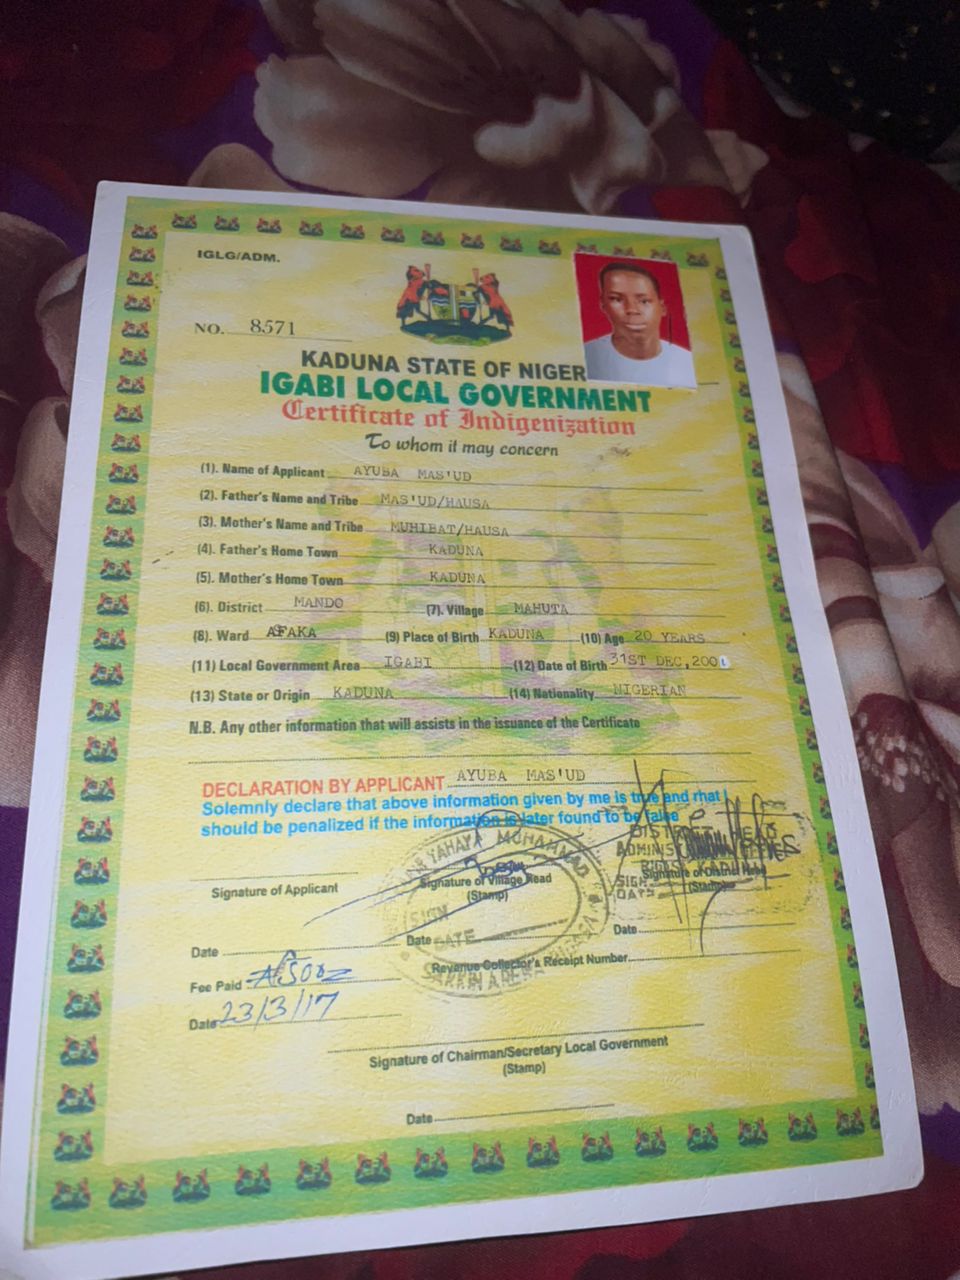 IGLG/ADM.
NO. 8571
KADUNA STATE OF NIGER
IGABI LOCAL GOVERNMENT
Certificate of Indigenization
To whom it may concern
(1). Name of Applicant AYUBA MAS'UD
(2). Father's Name and Tribe MAS'UD/HAUSA
(3). Mother's Name and Tribe MUHIBAT/HAUSA
(4). Father's Home Town KADUNA
(5). Mother's Home Town KADUNA
(6). District MANDO (7). Village MAHUTA
(8). Ward AFAKA (9) Place of Birth KADUNA (10) Age 20 YEARS
(11) Local Government Area IGABI (12) Date of Birth 31ST DEC, 200
(13) State or Origin KADUNA (14) Nationality NIGERIAN
N.B. Any other information that will assists in the issuance of the Certificate
DECLARATION BY APPLICANT AYUBA MAS'UD
Solemnly declare that above information given by me is true and that I
should be penalized if the information is later found to be false
YAHAYA MOHAMMAD
SIGN
DATE
DISTRICT HEAD
SIGN
DATE
Signature of Applicant Signature of Village Head Signature of District Head
(Stamp) (Stamp)
Date Date Date
Fee Paid Revenue Collector's Receipt Number
Date 23/3/17
Signature of Chairman/Secretary Local Government
(Stamp)
Date